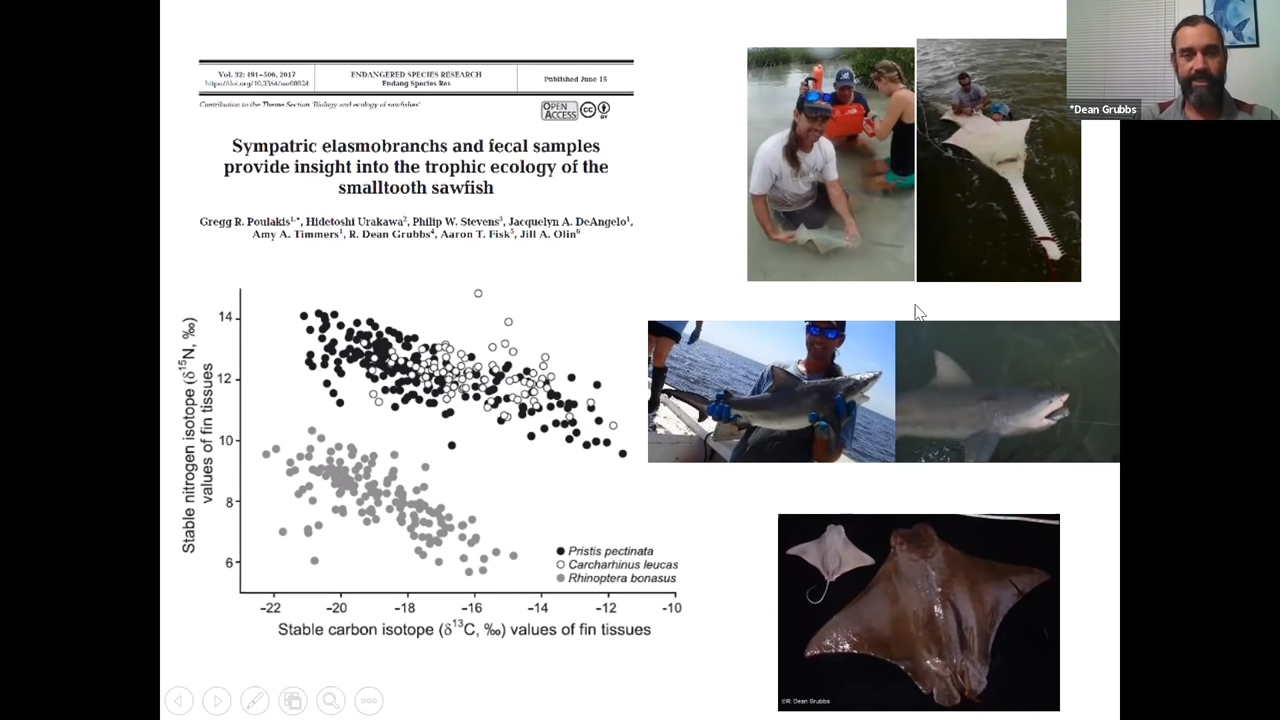 Vol. 32: 491–506, 2017
ENDANGERED SPECIES RESEARCH
Published June 15
Endang Species Res
Contribution to the Theme Section 'Biology and ecology of sawfishes'
OPEN ACCESS
CC
BY
Sympatric elasmobranchs and fecal samples
provide insight into the trophic ecology of the
smalltooth sawfish
Gregg R. Poulakis1,*, Hidetoshi Urakawa2, Philip W. Stevens3, Jacquelyn A. DeAngelo1,
Amy A. Timmers1, R. Dean Grubbs4, Aaron T. Fisk5, Jill A. Olin6
*Dean Grubbs
Stable nitrogen isotope (δ15N, ‰)
values of fin tissues
14
12
10
8
6
Pristis pectinata
Carcharhinus leucas
Rhinoptera bonasus
-22 -20 -18 -16 -14 -12 -10
Stable carbon isotope (δ13C, ‰) values of fin tissues
©R. Dean Grubbs